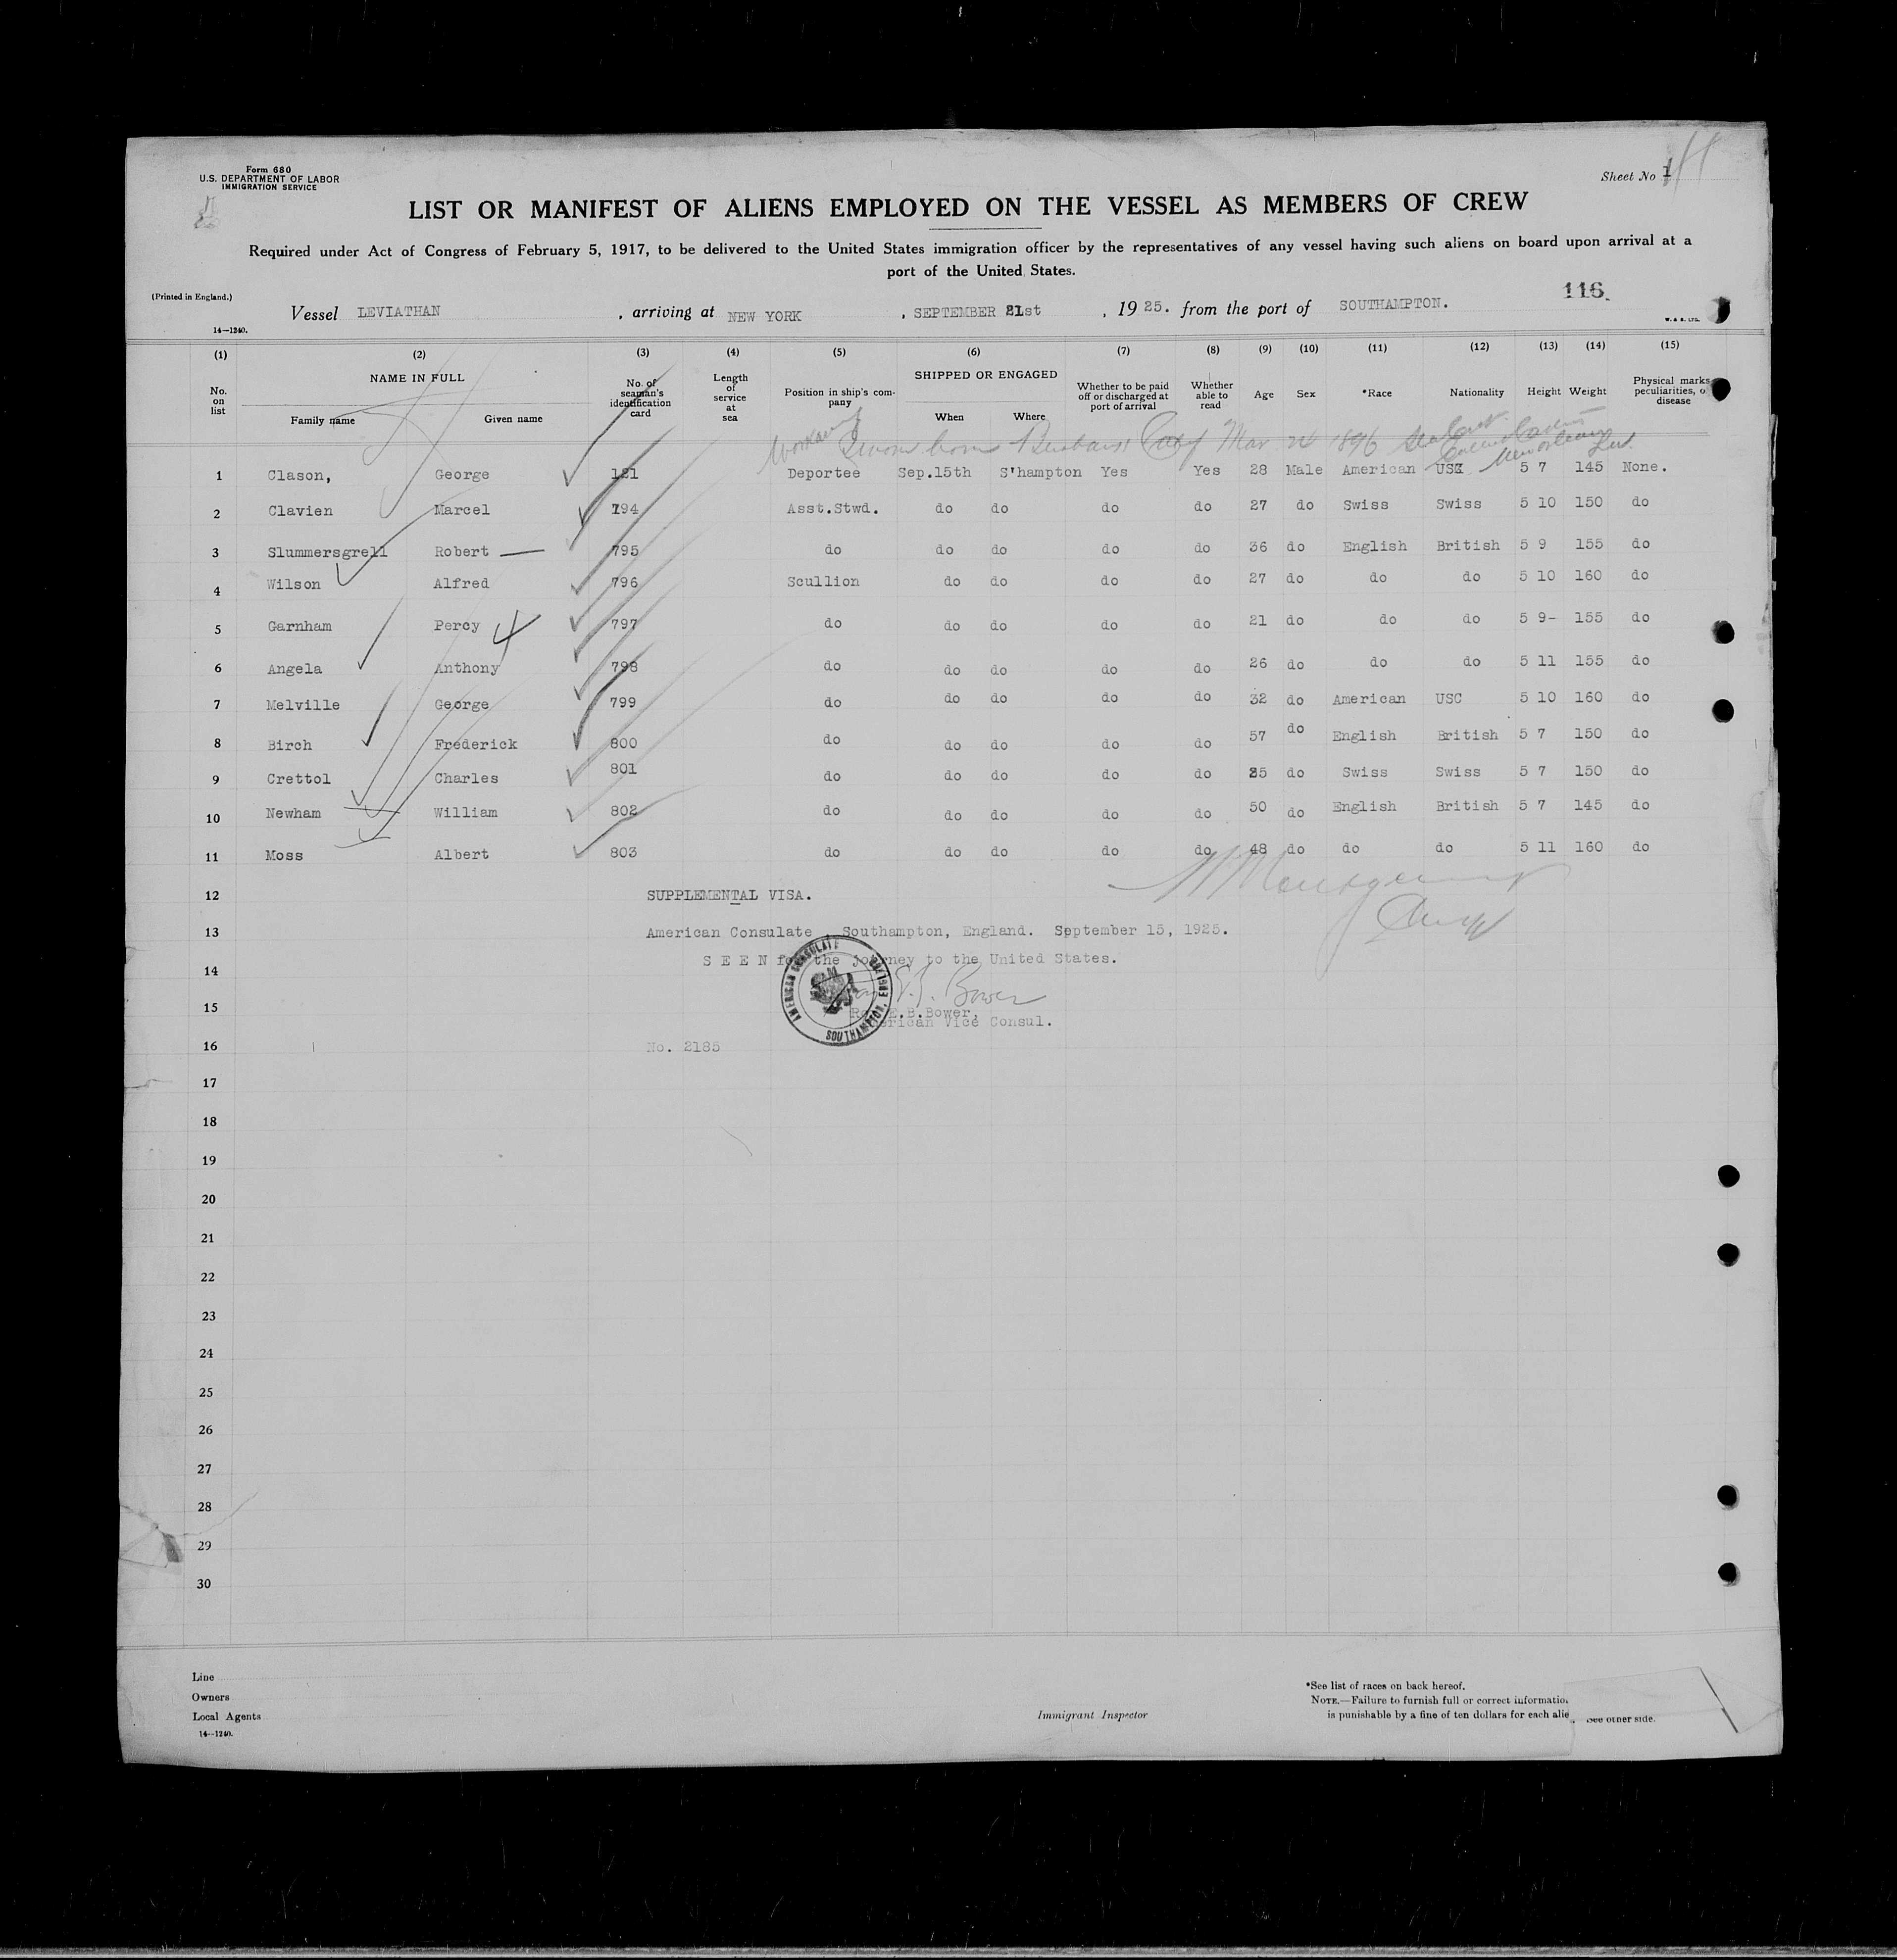 Form 680
U.S. DEPARTMENT OF LABOR
IMMIGRATION SERVICE
Sheet No 1
LIST OR MANIFEST OF ALIENS EMPLOYED ON THE VESSEL AS MEMBERS OF CREW
Required under Act of Congress of February 5, 1917, to be delivered to the United States immigration officer by the representatives of any vessel having such aliens on board upon arrival at a
port of the United States.
(Printed in England.)
116
Vessel LEVIATHAN , arriving at NEW YORK , SEPTEMBER 21st , 1925. from the port of SOUTHAMPTON.
14—1240.
W. & S. LTD.
(1) (2) (3) (4) (5) (6) (7) (8) (9) (10) (11) (12) (13) (14) (15)
No. on list NAME IN FULL Family name Given name No. of seaman's identification card Length of service at sea Position in ship's company SHIPPED OR ENGAGED When Where Whether to be paid off or discharged at port of arrival Whether able to read Age Sex *Race Nationality Height Weight Physical marks, peculiarities, o disease
Workaway born Mar 24 1896
1 Clason, George 121 Deportee Sep.15th S'hampton Yes Yes 28 Male American 5 7 145 None.
2 Clavien Marcel 794 Asst.Stwd. do do do do 27 do Swiss Swiss 5 10 150 do
3 Slummersgrell Robert 795 do do do do do 36 do English British 5 9 155 do
4 Wilson Alfred 796 Scullion do do do do 27 do do do 5 10 160 do
5 Garnham Percy 797 do do do do do 21 do do do 5 9- 155 do
6 Angela Anthony 798 do do do do do 26 do do do 5 11 155 do
7 Melville George 799 do do do do do 32 do American USC 5 10 160 do
8 Birch Frederick 800 do do do do do 57 do English British 5 7 150 do
9 Crettol Charles 801 do do do do do 25 do Swiss Swiss 5 7 150 do
10 Newham William 802 do do do do do 50 do English British 5 7 145 do
11 Moss Albert 803 do do do do do 48 do do do 5 11 160 do
12 SUPPLEMENTAL VISA.
13 American Consulate Southampton, England. September 15, 1925.
14 S E E N for the journey to the United States.
AMERICAN CONSULATE SOUTHAMPTON, ENGLAND
E.B. Bower
15 E.B.Bower,
American Vice Consul.
16 No. 2185
17
18
19
20
21
22
23
24
25
26
27
28
29
30
Line
Owners
Local Agents
14—1240.
Immigrant Inspector
*See list of races on back hereof.
NOTE.—Failure to furnish full or correct informatio
is punishable by a fine of ten dollars for each alie
See other side.